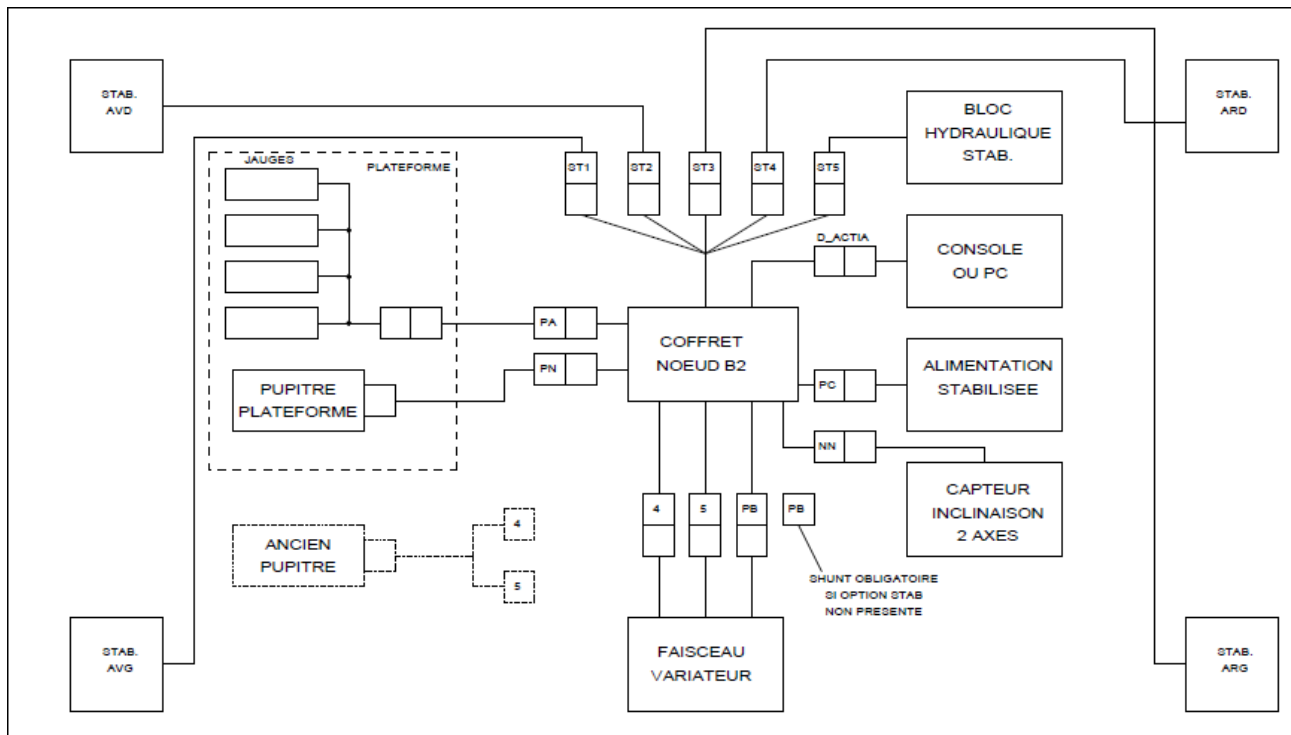 STAB.
AVD
STAB.
ARD
BLOC
HYDRAULIQUE
STAB.
JAUGES
PLATEFORME
ST1
ST2
ST3
ST4
ST5
D_ACTIA
CONSOLE
OU PC
PA
COFFRET
NOEUD B2
PN
ALIMENTATION
STABILISEE
PC
PUPITRE
PLATEFORME
NN
CAPTEUR
INCLINAISON
2 AXES
4
5
PB
PB
4
ANCIEN
PUPITRE
5
SHUNT OBLIGATOIRE
SI OPTION STAB
NON PRESENTE
STAB.
AVG
FAISCEAU
VARIATEUR
STAB.
ARG